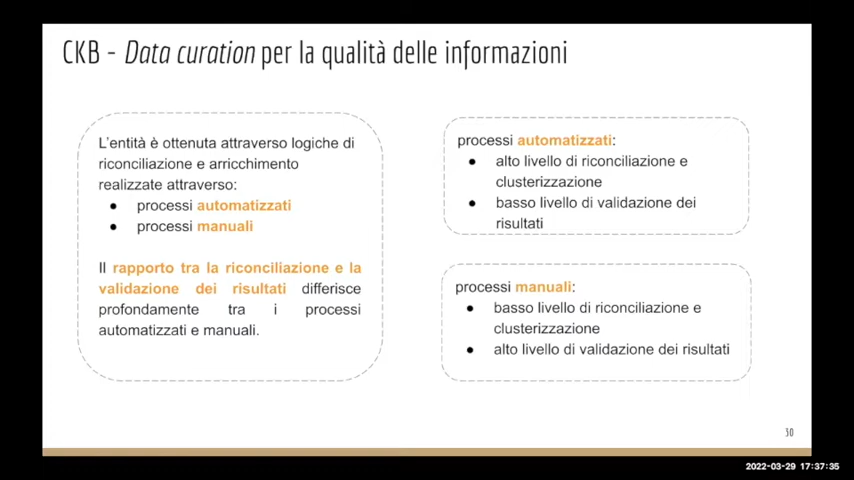 CKB - Data curation per la qualità delle informazioni
L'entità è ottenuta attraverso logiche di
riconciliazione e arricchimento
realizzate attraverso:
● processi automatizzati
● processi manuali
Il rapporto tra la riconciliazione e la
validazione dei risultati differisce
profondamente tra i processi
automatizzati e manuali.
processi automatizzati:
● alto livello di riconciliazione e
clusterizzazione
● basso livello di validazione dei
risultati
processi manuali:
● basso livello di riconciliazione e
clusterizzazione
● alto livello di validazione dei risultati
30
2022-03-29 17:37:35